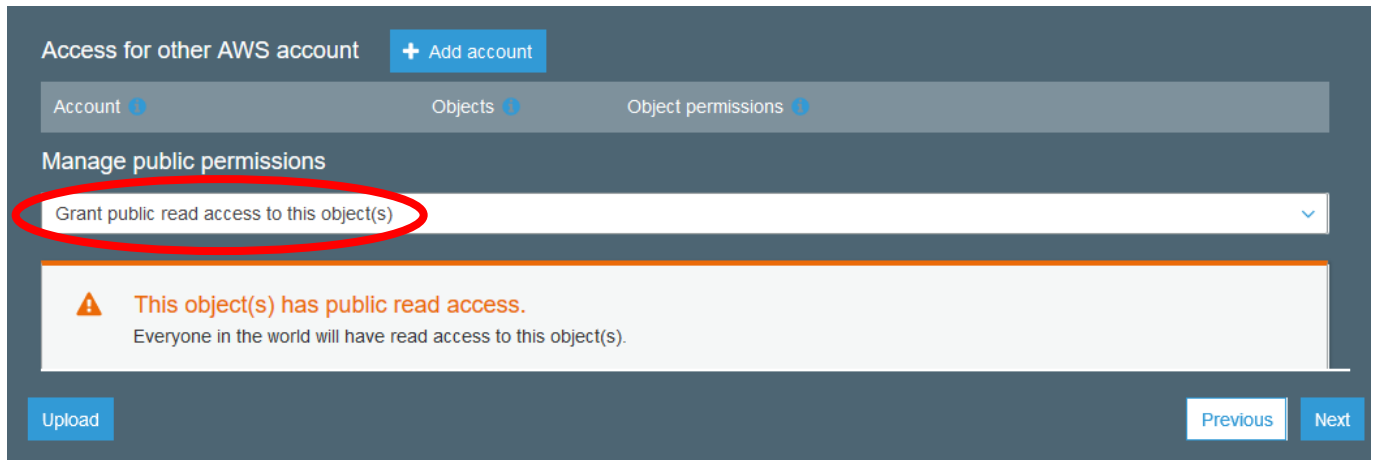 Access for other AWS account + Add account
Account Objects Object permissions
Manage public permissions
Grant public read access to this object(s)
This object(s) has public read access.
Everyone in the world will have read access to this object(s).
Upload Previous Next